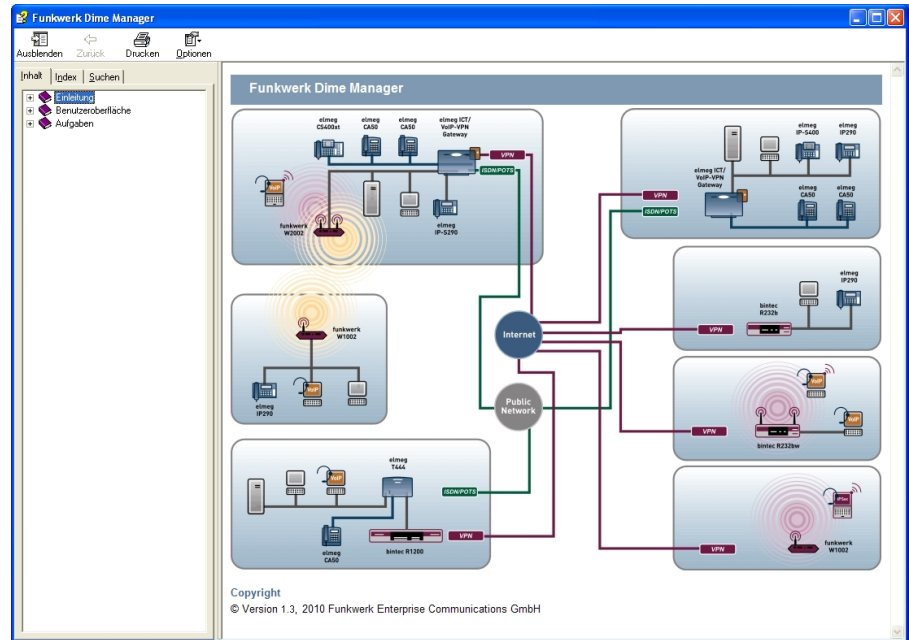 Funkwerk Dime Manager
Ausblenden
Zurück
Drucken
Optionen
Inhalt
Index
Suchen
Einleitung
Benutzeroberfläche
Aufgaben
Funkwerk Dime Manager
elmeg
CS400xt
elmeg
CA50
elmeg
CA50
elmeg ICT/
VoIP-VPN
Gateway
VPN
ISDN/POTS
VoIP
funkwerk
W2002
elmeg
IP-S290
elmeg ICT/
VoIP-VPN
Gateway
elmeg
IP-S400
elmeg
IP290
elmeg
CA50
elmeg
CA50
VPN
ISDN/POTS
elmeg
IP290
bintec
R232b
VPN
funkwerk
W1002
elmeg
IP290
VoIP
Internet
Public
Network
VoIP
VoIP
bintec R232bw
VPN
elmeg
T444
VoIP
ISDN/POTS
elmeg
CA50
bintec R1200
VPN
IPSec
funkwerk
W1002
VPN
Copyright
© Version 1.3, 2010 Funkwerk Enterprise Communications GmbH